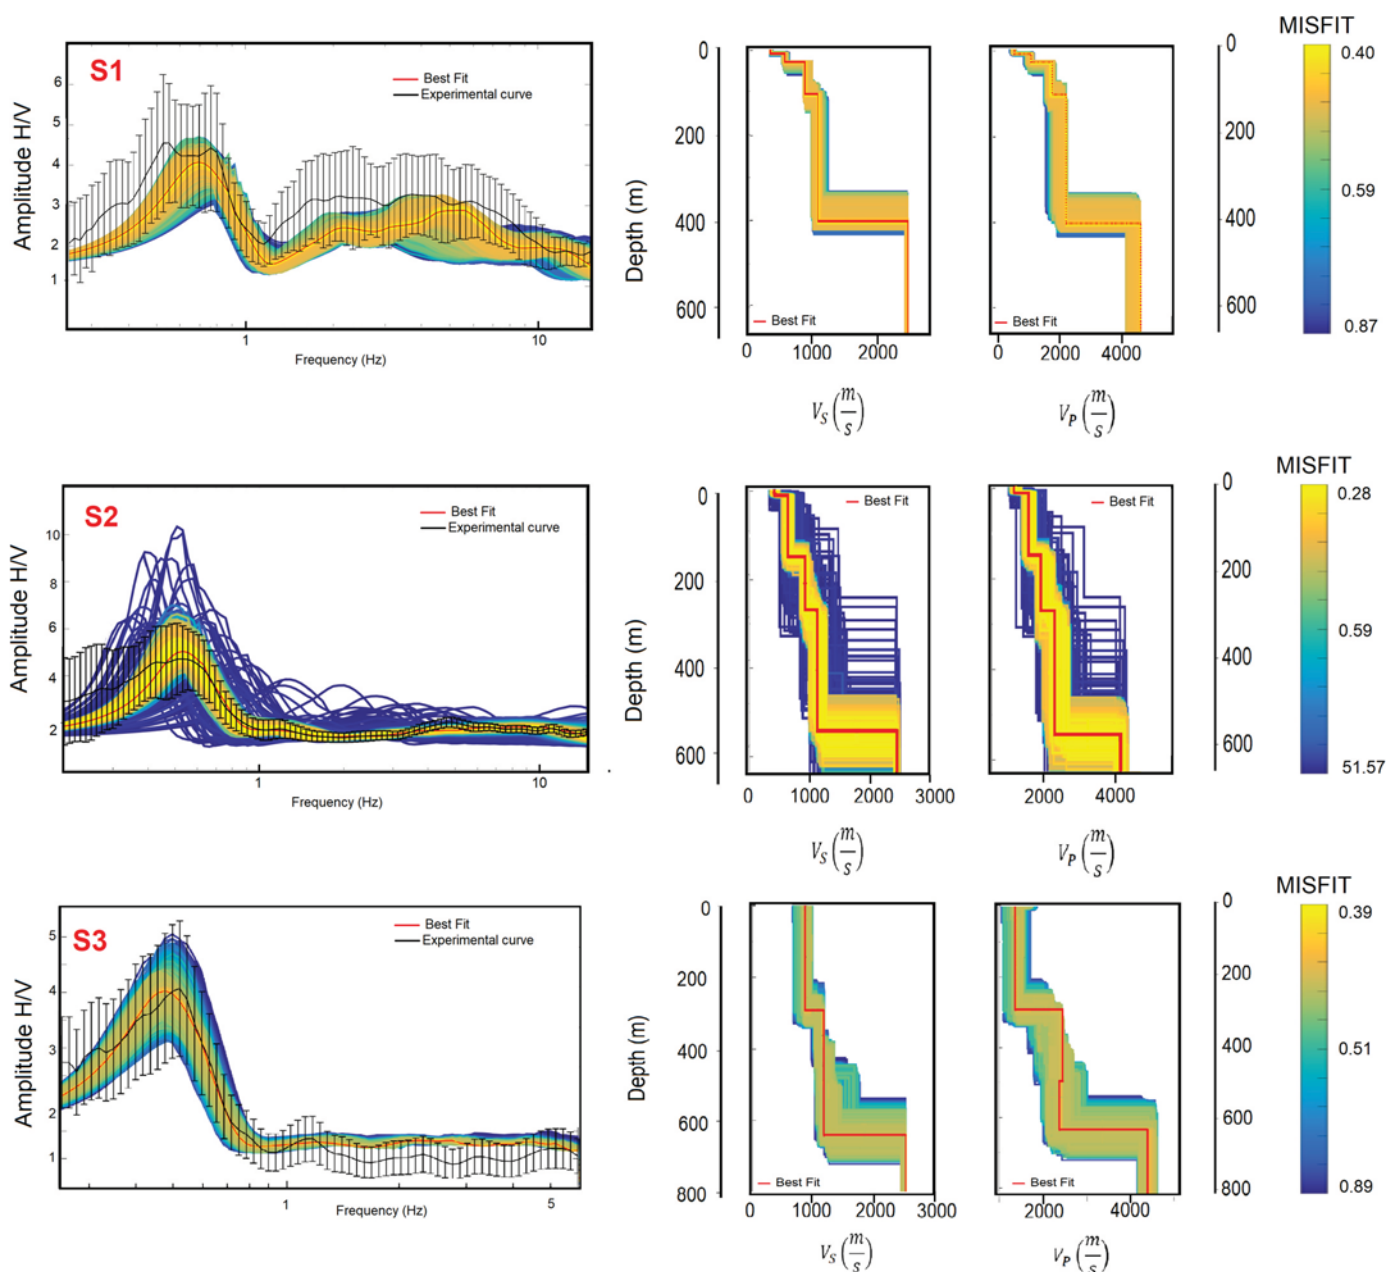 S1
Best Fit
Experimental curve
Amplitude H/V
6
5
4
3
2
1
1
10
Frequency (Hz)
Depth (m)
0
200
400
600
Best Fit
0
1000
2000
V_S (m/s)
Best Fit
0
2000
4000
V_P (m/s)
0
200
400
600
MISFIT
0.40
0.59
0.87
S2
Best Fit
Experimental curve
Amplitude H/V
10
8
6
4
2
1
10
Frequency (Hz)
Depth (m)
0
200
400
600
Best Fit
0
1000
2000
3000
V_S (m/s)
Best Fit
2000
4000
V_P (m/s)
0
200
400
600
MISFIT
0.28
0.59
51.57
S3
Best Fit
Experimental curve
Amplitude H/V
5
4
3
2
1
1
5
Frequency (Hz)
Depth (m)
0
200
400
600
800
Best Fit
0
1000
2000
3000
V_S (m/s)
Best Fit
2000
4000
V_P (m/s)
0
200
400
600
800
MISFIT
0.39
0.51
0.89